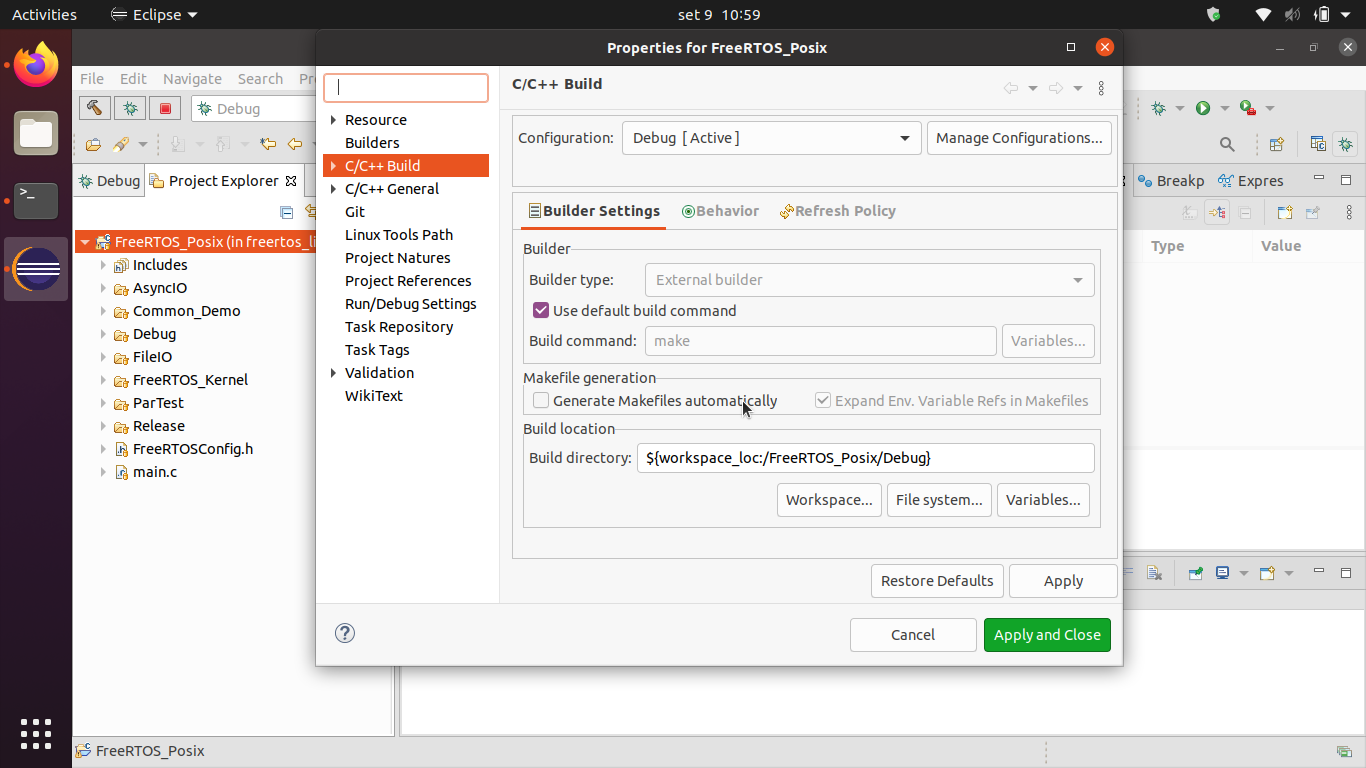 Activities
Eclipse
set 9 10:59
Properties for FreeRTOS_Posix
File Edit Navigate Search
Debug
Debug
Project Explorer
FreeRTOS_Posix (in
Includes
AsyncIO
Common_Demo
Debug
FileIO
FreeRTOS_Kernel
ParTest
Release
FreeRTOSConfig.h
main.c
Resource
Builders
C/C++ Build
C/C++ General
Git
Linux Tools Path
Project Natures
Project References
Run/Debug Settings
Task Repository
Task Tags
Validation
WikiText
C/C++ Build
Configuration: Debug [ Active ] Manage Configurations...
Builder Settings Behavior Refresh Policy
Builder
Builder type: External builder
Use default build command
Build command: make Variables...
Makefile generation
Generate Makefiles automatically Expand Env. Variable Refs in Makefiles
Build location
Build directory: ${workspace_loc:/FreeRTOS_Posix/Debug}
Workspace... File system... Variables...
Restore Defaults Apply
Cancel Apply and Close
Breakp Expres
Type Value
FreeRTOS_Posix